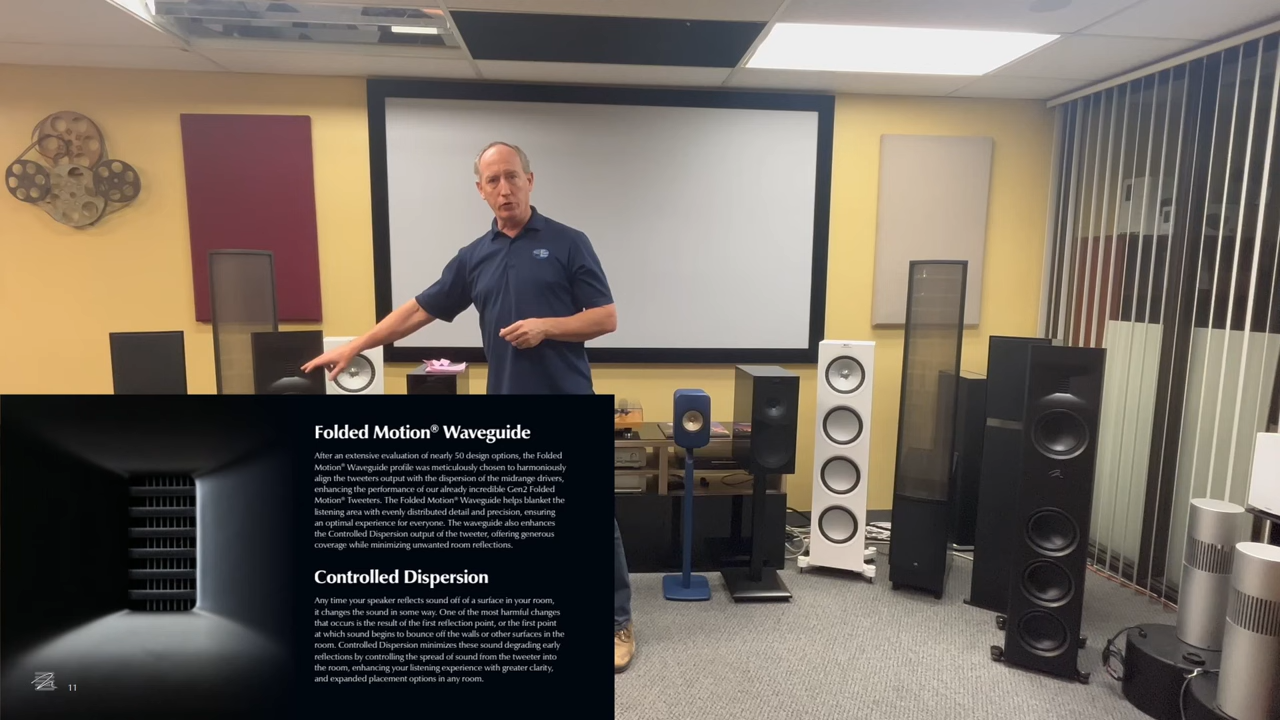 Folded Motion® Waveguide
After an extensive evaluation of nearly 50 design options, the Folded
Motion® Waveguide profile was meticulously chosen to harmoniously
align the tweeters output with the dispersion of the midrange drivers,
enhancing the performance of our already incredible Gen2 Folded
Motion® Tweeters. The Folded Motion® Waveguide helps blanket the
listening area with evenly distributed detail and precision, ensuring
an optimal experience for everyone. The waveguide also enhances
the Controlled Dispersion output of the tweeter, offering generous
coverage while minimizing unwanted room reflections.
Controlled Dispersion
Any time your speaker reflects sound off of a surface in your room,
it changes the sound in some way. One of the most harmful changes
that occurs is the result of the first reflection point, or the first point
at which sound begins to bounce off the walls or other surfaces in the
room. Controlled Dispersion minimizes these sound degrading early
reflections by controlling the spread of sound from the tweeter into
the room, enhancing your listening experience with greater clarity,
and expanded placement options in any room.
11